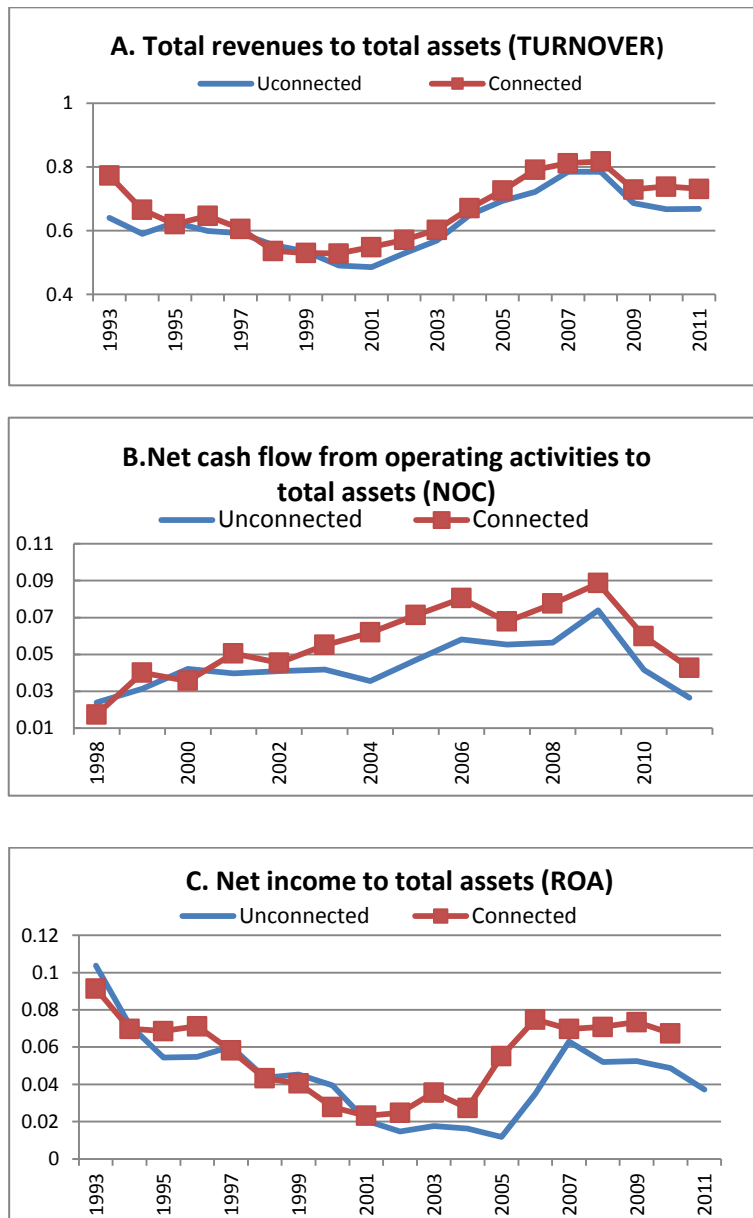 A. Total revenues to total assets (TURNOVER)
Uconnected Connected
1
0.8
0.6
0.4
1993 1995 1997 1999 2001 2003 2005 2007 2009 2011
B.Net cash flow from operating activities to
total assets (NOC)
Unconnected Connected
0.11
0.09
0.07
0.05
0.03
0.01
1998 2000 2002 2004 2006 2008 2010
C. Net income to total assets (ROA)
Unconnected Connected
0.12
0.1
0.08
0.06
0.04
0.02
0
1993 1995 1997 1999 2001 2003 2005 2007 2009 2011